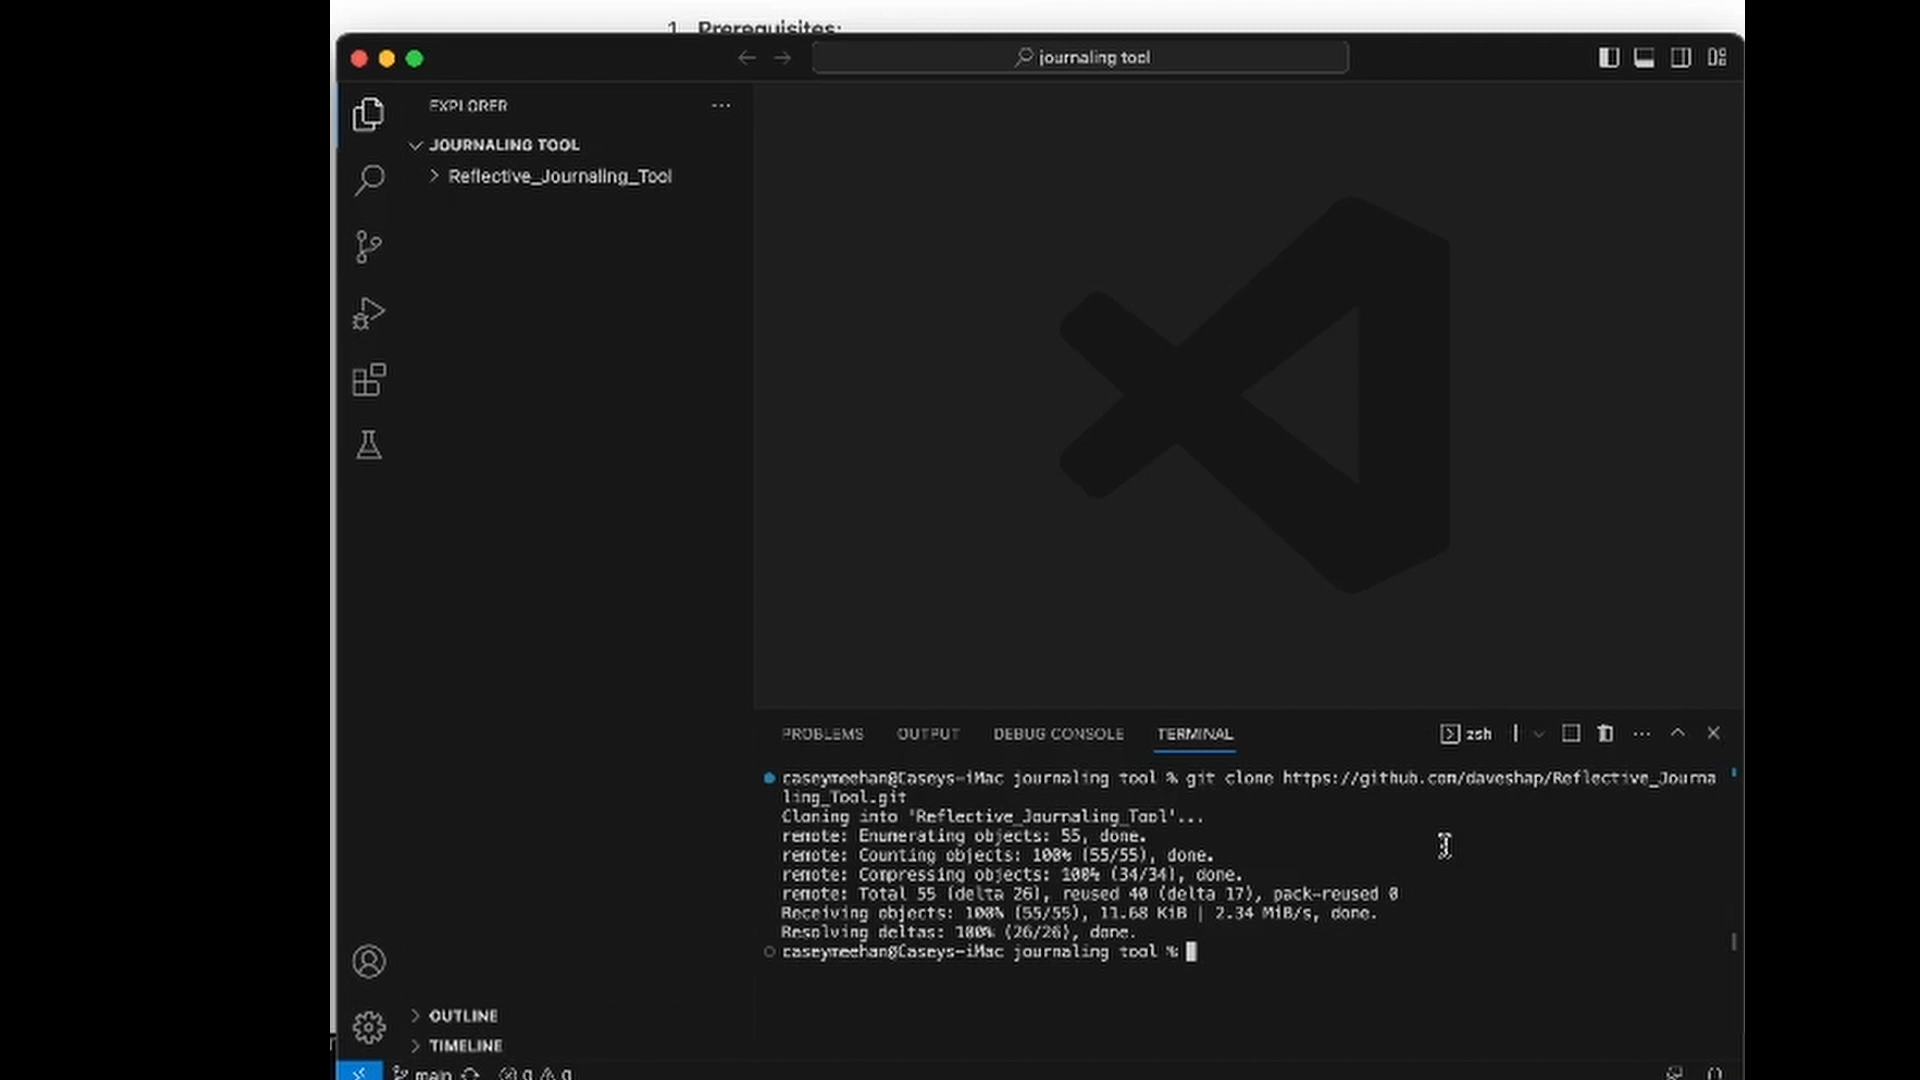 1. Prerequisites:
journaling tool
EXPLORER
JOURNALING TOOL
Reflective_Journaling_Tool
PROBLEMS OUTPUT DEBUG CONSOLE TERMINAL zsh
caseymeehan@Caseys-iMac journaling tool % git clone https://github.com/daveshap/Reflective_Journa
ling_Tool.git
Cloning into 'Reflective_Journaling_Tool'...
remote: Enumerating objects: 55, done.
remote: Counting objects: 100% (55/55), done.
remote: Compressing objects: 100% (34/34), done.
remote: Total 55 (delta 26), reused 40 (delta 17), pack-reused 0
Receiving objects: 100% (55/55), 11.68 KiB | 2.34 MiB/s, done.
Resolving deltas: 100% (26/26), done.
caseymeehan@Caseys-iMac journaling tool %
OUTLINE
TIMELINE
main 0 0